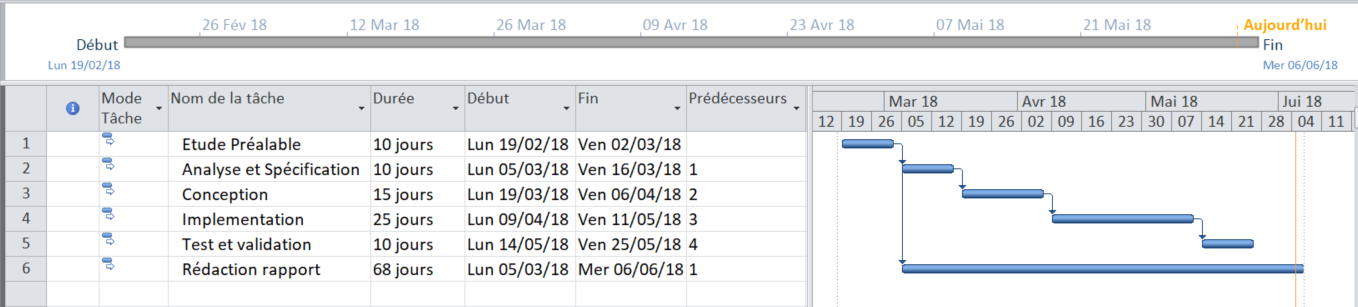 26 Fév 18 12 Mar 18 26 Mar 18 09 Avr 18 23 Avr 18 07 Mai 18 21 Mai 18 Aujourd'hui
Début Fin
Lun 19/02/18 Mer 06/06/18
Mode Tâche Nom de la tâche Durée Début Fin Prédécesseurs Mar 18 Avr 18 Mai 18 Jui 18
12 19 26 05 12 19 26 02 09 16 23 30 07 14 21 28 04 11
1 Etude Préalable 10 jours Lun 19/02/18 Ven 02/03/18
2 Analyse et Spécification 10 jours Lun 05/03/18 Ven 16/03/18 1
3 Conception 15 jours Lun 19/03/18 Ven 06/04/18 2
4 Implementation 25 jours Lun 09/04/18 Ven 11/05/18 3
5 Test et validation 10 jours Lun 14/05/18 Ven 25/05/18 4
6 Rédaction rapport 68 jours Lun 05/03/18 Mer 06/06/18 1